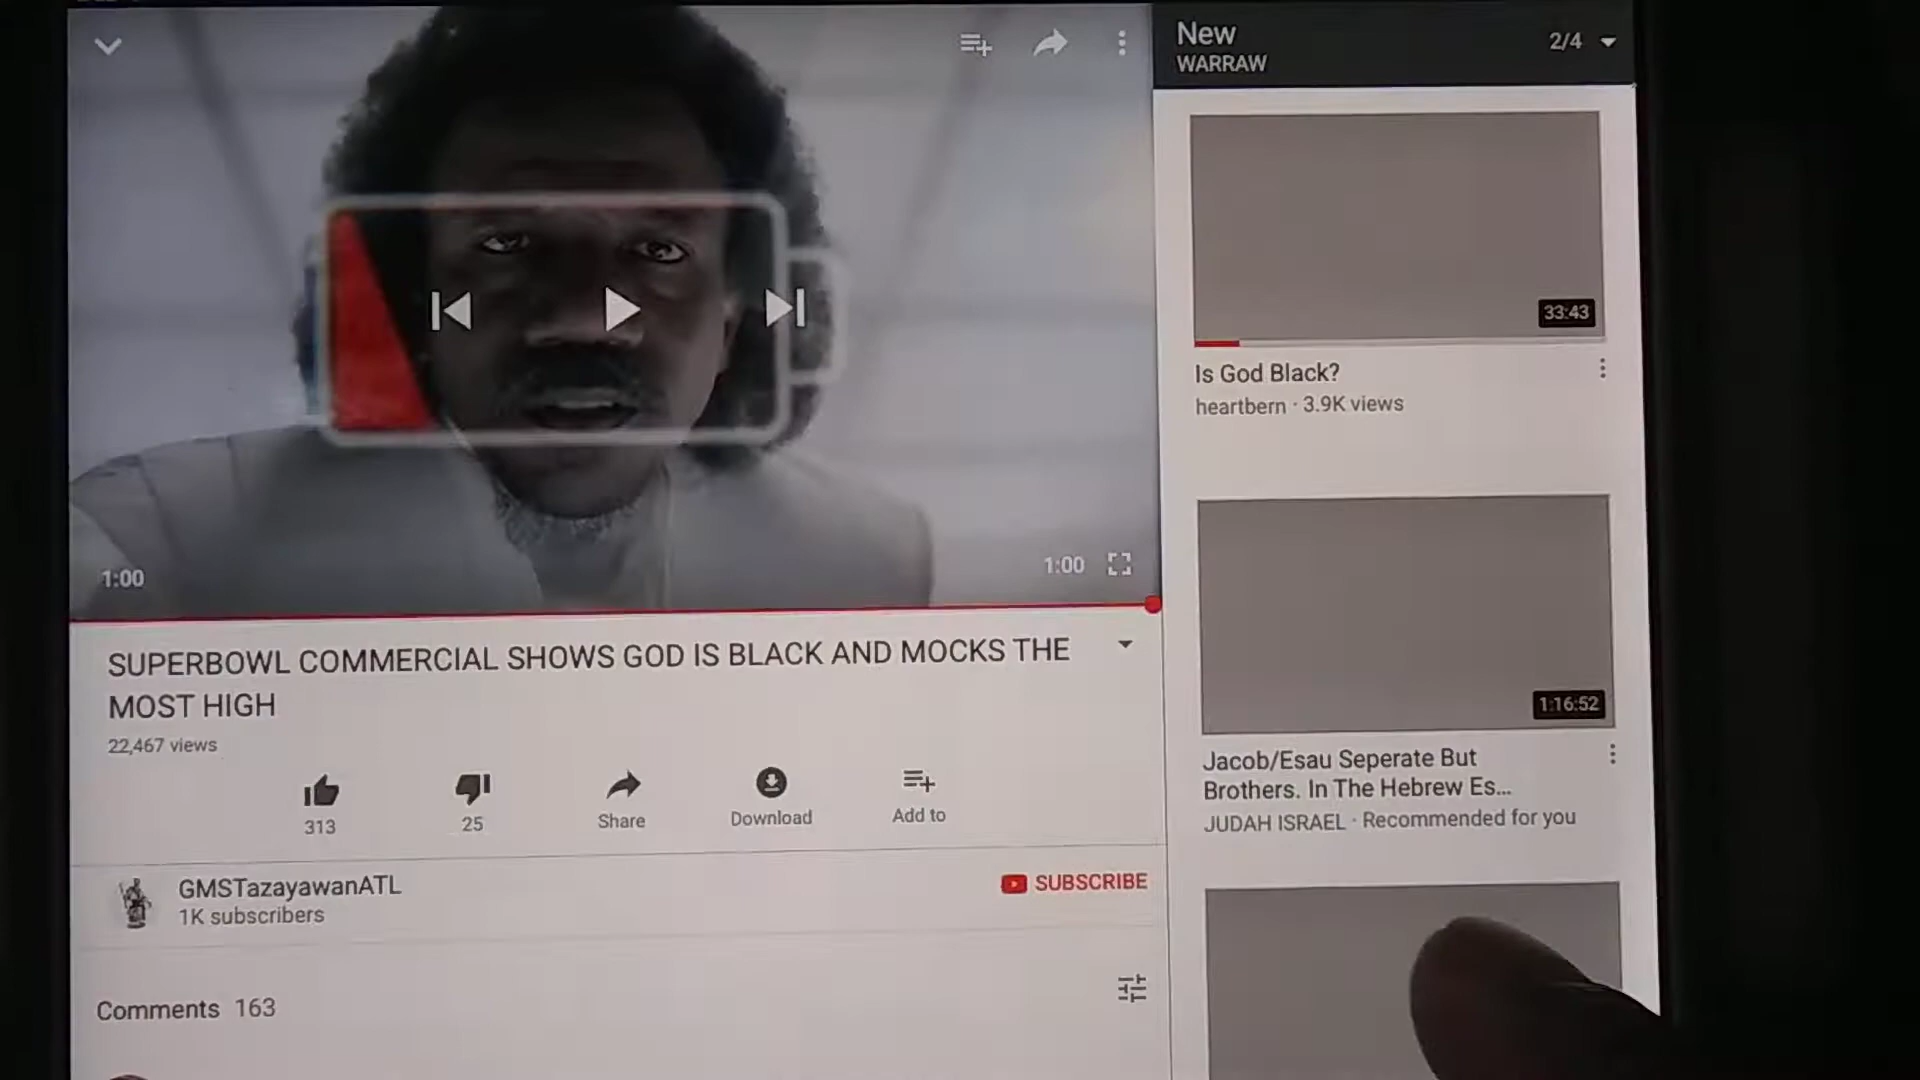 New
WARRAW
2/4
1:00
1:00
SUPERBOWL COMMERCIAL SHOWS GOD IS BLACK AND MOCKS THE
MOST HIGH
22,467 views
313
25
Share
Download
Add to
GMSTazayawanATL
1K subscribers
SUBSCRIBE
Comments 163
33:43
Is God Black?
heartbern · 3.9K views
1:16:52
Jacob/Esau Seperate But
Brothers. In The Hebrew Es...
JUDAH ISRAEL · Recommended for you